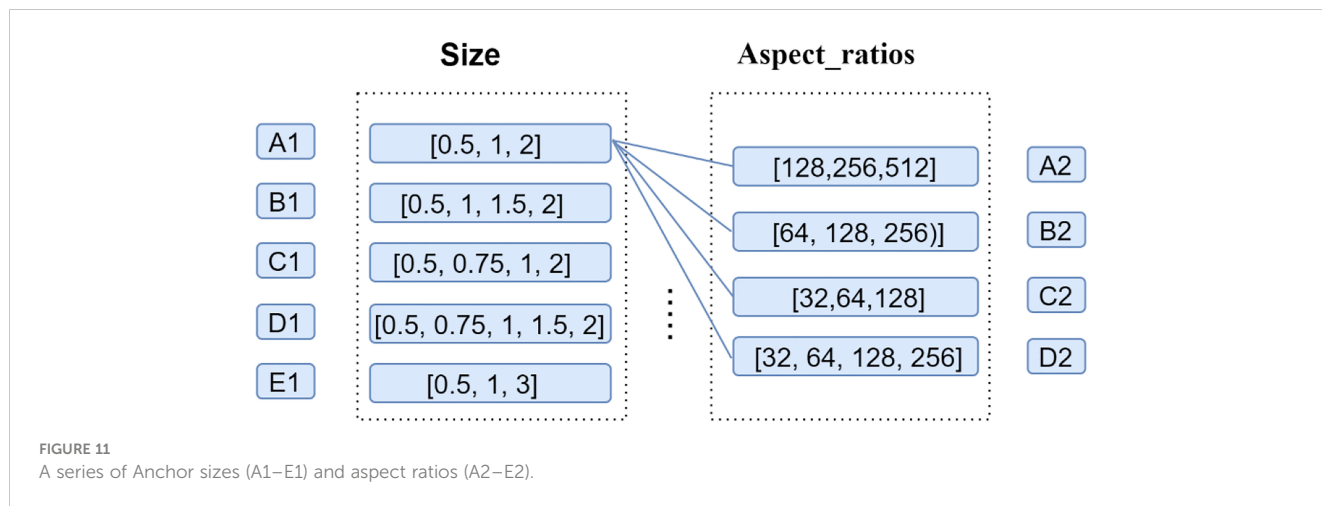 Size
Aspect_ratios
A1
[0.5, 1, 2]
B1
[0.5, 1, 1.5, 2]
C1
[0.5, 0.75, 1, 2]
D1
[0.5, 0.75, 1, 1.5, 2]
E1
[0.5, 1, 3]
[128,256,512]
A2
[64, 128, 256)]
B2
[32,64,128]
C2
[32, 64, 128, 256]
D2
FIGURE 11
A series of Anchor sizes (A1–E1) and aspect ratios (A2–E2).